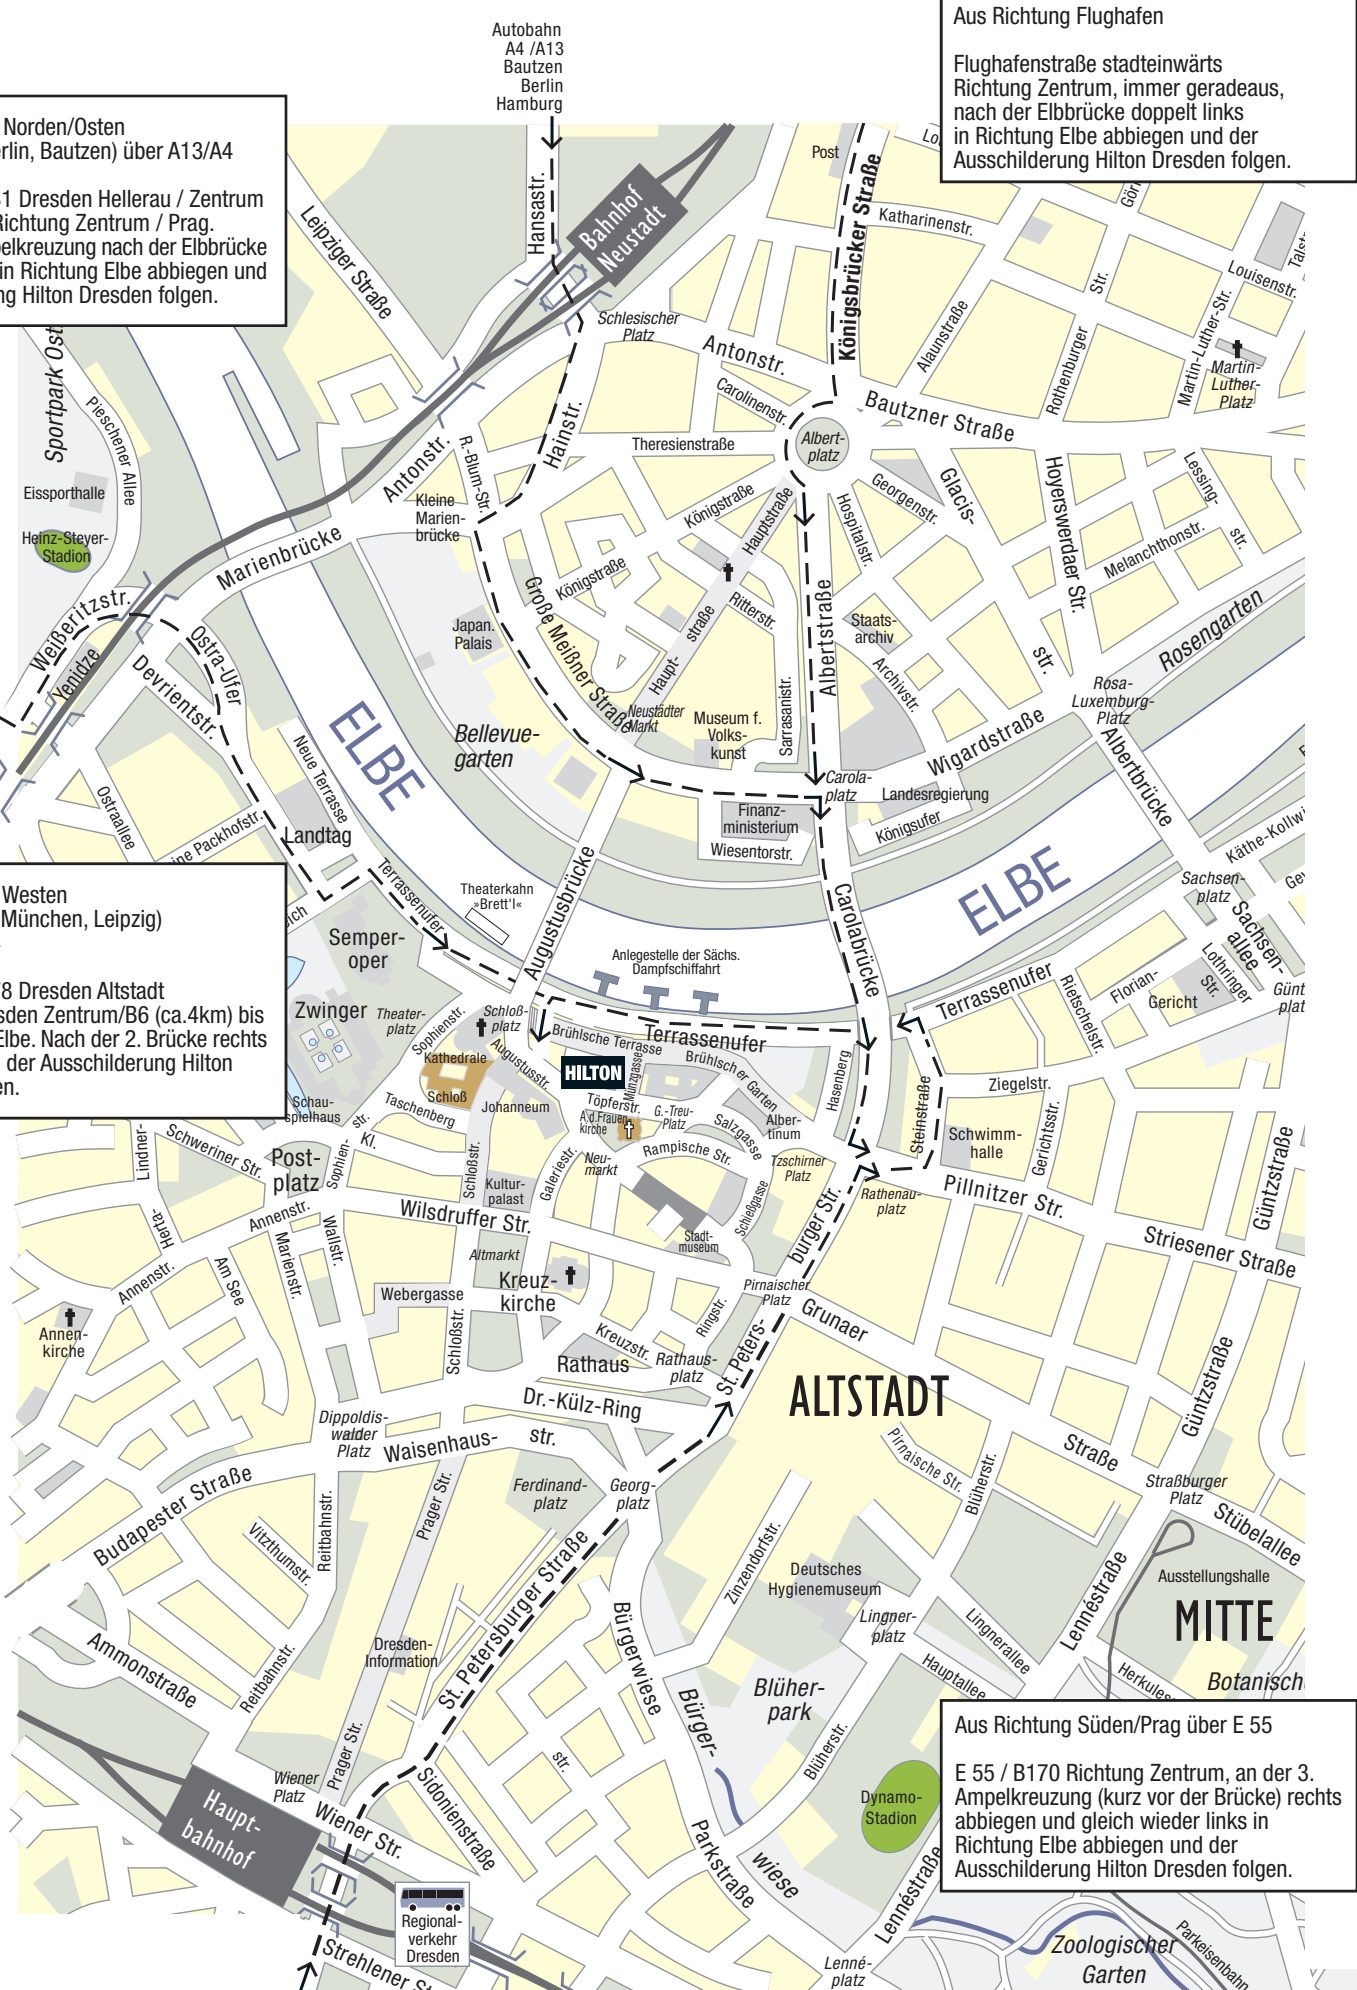 Autobahn
A4 /A13
Bautzen
Berlin
Hamburg
Aus Richtung Flughafen
Flughafenstraße stadteinwärts
Richtung Zentrum, immer geradeaus,
nach der Elbbrücke doppelt links
in Richtung Elbe abbiegen und der
Ausschilderung Hilton Dresden folgen.
Norden/Osten
erlin, Bautzen) über A13/A4
81 Dresden Hellerau / Zentrum
Richtung Zentrum / Prag.
pelkreuzung nach der Elbbrücke
in Richtung Elbe abbiegen und
ng Hilton Dresden folgen.
Post
Lou
Königsbrücker Straße
Katharinenstr.
Gör
Str.
Talstr
Louisenstr.
Martin-Luther-Str.
Martin-
Luther-
Platz
Rothenburger
Alaunstraße
Hansastr.
Bahnhof
Neustadt
Leipziger Straße
Schlesischer
Platz
Antonstr.
Carolinenstr.
Bautzner Straße
Albert-
platz
Theresienstraße
Hainstr.
R.-Blum-Str.
Antonstr.
Kleine
Marien-
brücke
Sportpark Ost
Pieschener Allee
Eissporthalle
Heinz-Steyer-
Stadion
Marienbrücke
Weißeritzstr.
Yenidze
Ostra-Ufer
Devrientstr.
Königstraße
Hauptstraße
Hospitalstr.
Georgenstr.
Glacis-
str.
Hoyerswerdaer Str.
Lessing-
str.
Melanchthonstr.
Rosengarten
Königstraße
Große Meißner Straße
Japan.
Palais
Ritterstr.
Haupt-
straße
Albertstraße
Staats-
archiv
Archivstr.
Sarrasanistr.
Rosa-
Luxemburg-
Platz
Albertbrücke
Neustädter
Markt
Museum f.
Volks-
kunst
Bellevue-
garten
ELBE
Wigardstraße
Carola-
platz
Landesregierung
Königsufer
Finanz-
ministerium
Wiesentorstr.
Neue Terrasse
Landtag
Ostraallee
ine Packhofstr.
Käthe-Kollwi
Sachsen-
platz
Sachsen-
allee
Ger
Westen
München, Leipzig)
78 Dresden Altstadt
sden Zentrum/B6 (ca.4km) bis
Elbe. Nach der 2. Brücke rechts
der Ausschilderung Hilton
en.
eich
Terrassenufer
Theaterkahn
»Brett'l«
Augustusbrücke
Carolabrücke
ELBE
Semper-
oper
Anlegestelle der Sächs.
Dampfschiffahrt
Zwinger
Theater-
platz
Sophienstr.
Schloß-
platz
Kathedrale
Schloß
Augustusstr.
Brühlsche Terrasse
Terrassenufer
Brühlscher Garten
HILTON
Münzgasse
Töpferstr.
A.d.Frauen-
kirche
G.-Treu-
Platz
Salzgasse
Alber-
tinum
Hasenberg
Steinstraße
Terrassenufer
Rietschelstr.
Florian-
Str.
Gericht
Lothringer
Günt
plat
Ziegelstr.
Schwimm-
halle
Gerichtsstr.
Güntzstraße
Schau-
spielhaus
Taschenberg
Johanneum
Schweriner Str.
Lindner-
Herta-
Post-
platz
Sophien-
str.
Kl.
Schloßstr.
Kultur-
palast
Galeriestr.
Neu-
markt
Rampische Str.
Tzschirner
Platz
Schießgasse
Stadt-
museum
Rathenau-
platz
Pillnitzer Str.
Striesener Straße
Annenstr.
Wilsdruffer Str.
Wallstr.
Marienstr.
Am See
Annenstr.
Annen-
kirche
Altmarkt
Webergasse
Kreuz-
kirche
Schloßstr.
Kreuzstr.
Rathaus
Rathaus-
platz
Ringstr.
Pirnaischer
Platz
St. Peters-
burger Str.
Grunaer
Straße
ALTSTADT
Güntzstraße
Dr.-Külz-Ring
Dippoldis-
walder
Platz
Waisenhaus-
str.
Budapester Straße
Ferdinand-
platz
Georg-
platz
Pirnaische Str.
Blüherstr.
Straßburger
Platz
Stübelallee
Vitzthumstr.
Reitbahnstr.
Prager Str.
St. Petersburger Straße
Zinzendorfstr.
Deutsches
Hygienemuseum
Lingner-
platz
Lingnerallee
Lennéstraße
Ausstellungshalle
MITTE
Ammonstraße
Reitbahnstr.
Dresden-
Information
Bürgerwiese
Hauptallee
Herkules
Botanisch
Blüher-
park
Bürger-
wiese
Blüherstr.
Aus Richtung Süden/Prag über E 55
E 55 / B170 Richtung Zentrum, an der 3.
Ampelkreuzung (kurz vor der Brücke) rechts
abbiegen und gleich wieder links in
Richtung Elbe abbiegen und der
Ausschilderung Hilton Dresden folgen.
Prager Str.
Wiener
Platz
Haupt-
bahnhof
Wiener Str.
Sidonienstraße
str.
Parkstraße
Dynamo-
Stadion
Lennéstraße
Regional-
verkehr
Dresden
Strehlener St
Lenné-
platz
Zoologischer
Garten
Parkeisenbahn